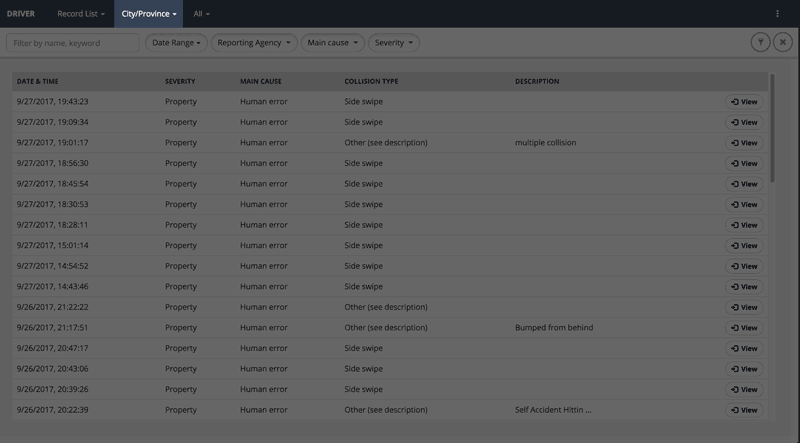 DRIVER Record List City/Province All
Filter by name, keyword Date Range Reporting Agency Main cause Severity
DATE & TIME SEVERITY MAIN CAUSE COLLISION TYPE DESCRIPTION
9/27/2017, 19:43:23 Property Human error Side swipe View
9/27/2017, 19:09:34 Property Human error Side swipe View
9/27/2017, 19:01:17 Property Human error Other (see description) multiple collision View
9/27/2017, 18:56:30 Property Human error Side swipe View
9/27/2017, 18:45:54 Property Human error Side swipe View
9/27/2017, 18:30:53 Property Human error Side swipe View
9/27/2017, 18:28:11 Property Human error Side swipe View
9/27/2017, 15:01:14 Property Human error Side swipe View
9/27/2017, 14:54:52 Property Human error Side swipe View
9/27/2017, 14:43:46 Property Human error Side swipe View
9/26/2017, 21:22:22 Property Human error Other (see description) View
9/26/2017, 21:17:51 Property Human error Other (see description) Bumped from behind View
9/26/2017, 20:47:17 Property Human error Side swipe View
9/26/2017, 20:43:06 Property Human error Side swipe View
9/26/2017, 20:39:26 Property Human error Side swipe View
9/26/2017, 20:22:39 Property Human error Other (see description) Self Accident Hittin ... View